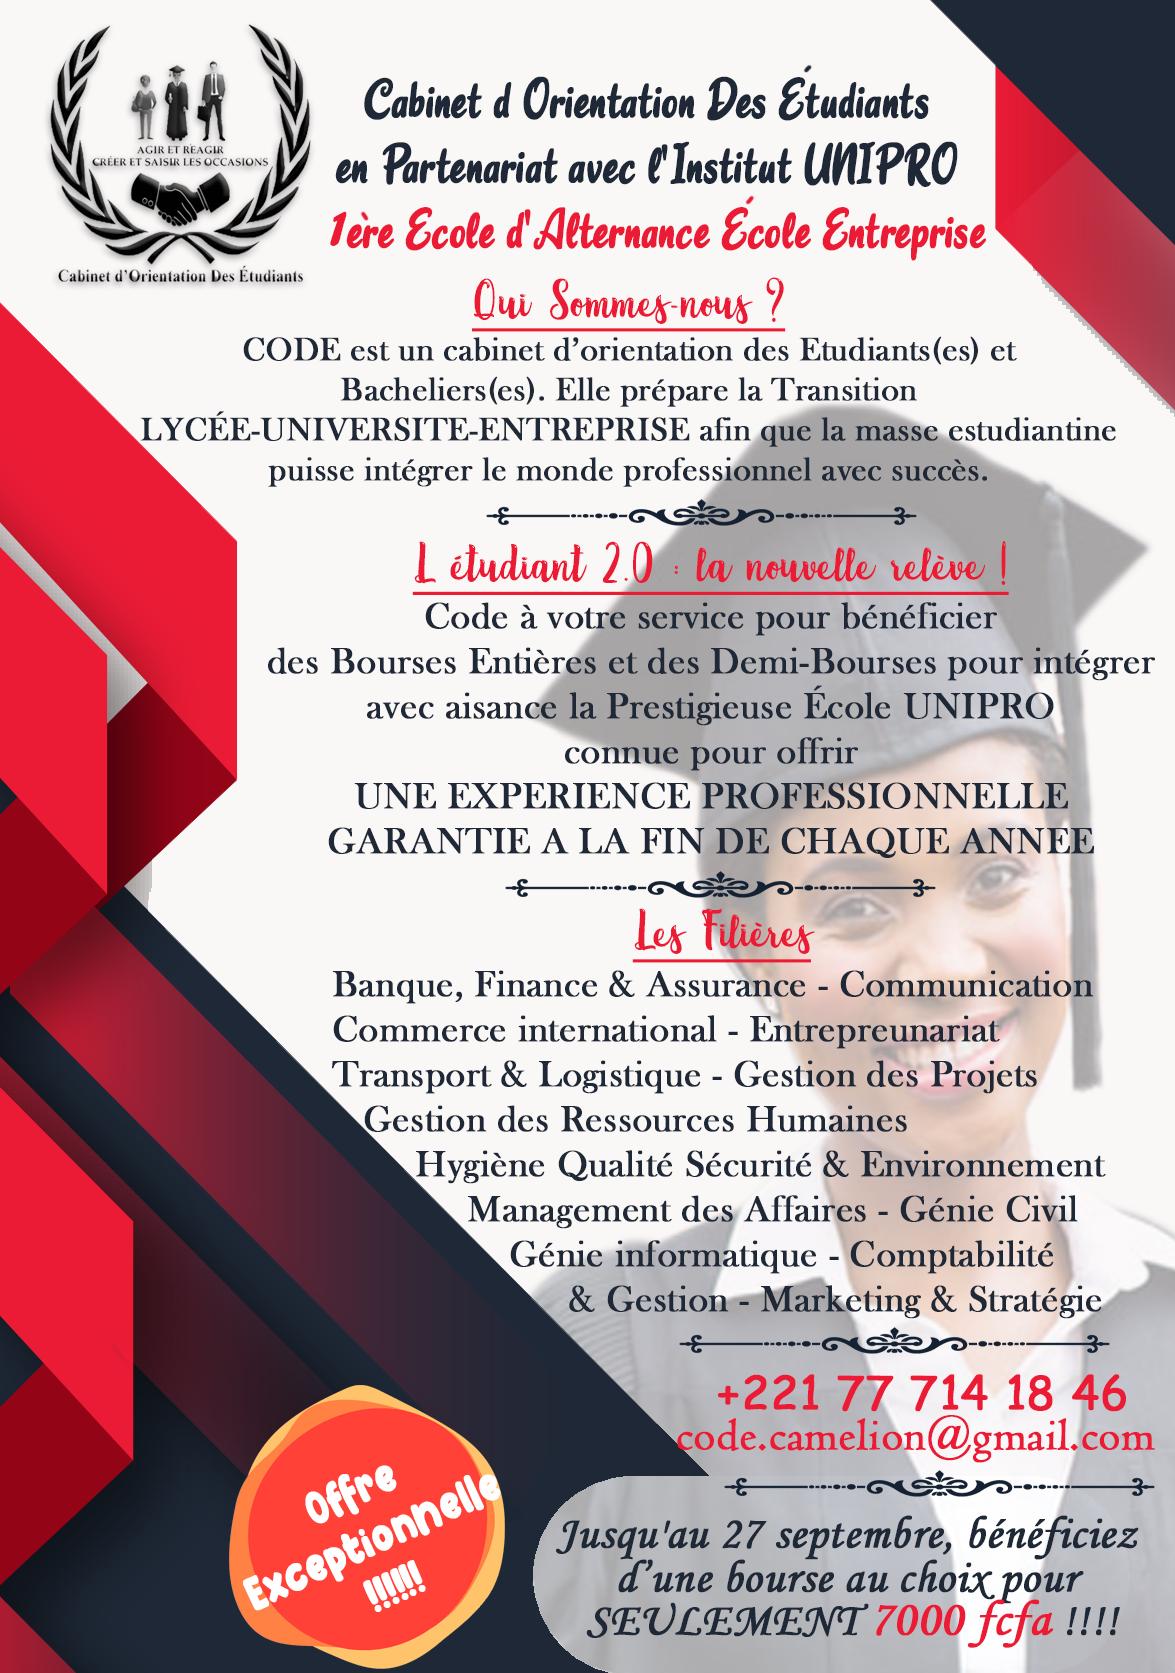 AGIR ET RÉAGIR
CRÉER ET SAISIR LES OCCASIONS
Cabinet d'Orientation Des Étudiants
Cabinet d Orientation Des Étudiants
en Partenariat avec l'Institut UNIPRO
1ère Ecole d'Alternance École Entreprise
Qui Sommes-nous ?
CODE est un cabinet d'orientation des Etudiants(es) et
Bacheliers(es). Elle prépare la Transition
LYCÉE-UNIVERSITE-ENTREPRISE afin que la masse estudiantine
puisse intégrer le monde professionnel avec succès.
L étudiant 2.0 : la nouvelle relève !
Code à votre service pour bénéficier
des Bourses Entières et des Demi-Bourses pour intégrer
avec aisance la Prestigieuse École UNIPRO
connue pour offrir
UNE EXPERIENCE PROFESSIONNELLE
GARANTIE A LA FIN DE CHAQUE ANNEE
Les Filières
Banque, Finance & Assurance - Communication
Commerce international - Entrepreunariat
Transport & Logistique - Gestion des Projets
Gestion des Ressources Humaines
Hygiène Qualité Sécurité & Environnement
Management des Affaires - Génie Civil
Génie informatique - Comptabilité
& Gestion - Marketing & Stratégie
+221 77 714 18 46
code.camelion@gmail.com
Offre
Exceptionnelle
!!!!!!
Jusqu'au 27 septembre, bénéficiez
d'une bourse au choix pour
SEULEMENT 7000 fcfa !!!!